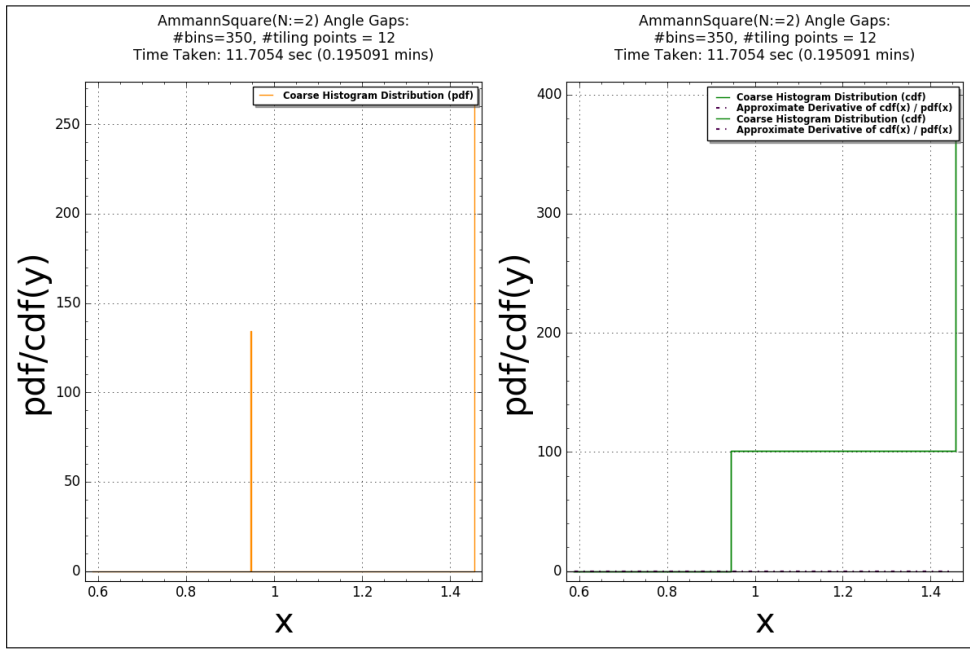 AmmannSquare(N:=2) Angle Gaps:
#bins=350, #tiling points = 12
Time Taken: 11.7054 sec (0.195091 mins)
Coarse Histogram Distribution (pdf)
250
200
150
100
50
0
0.6
0.8
1
1.2
1.4
pdf/cdf(y)
x
AmmannSquare(N:=2) Angle Gaps:
#bins=350, #tiling points = 12
Time Taken: 11.7054 sec (0.195091 mins)
Coarse Histogram Distribution (cdf)
Approximate Derivative of cdf(x) / pdf(x)
Coarse Histogram Distribution (cdf)
Approximate Derivative of cdf(x) / pdf(x)
400
300
200
100
0
0.6
0.8
1
1.2
1.4
pdf/cdf(y)
x